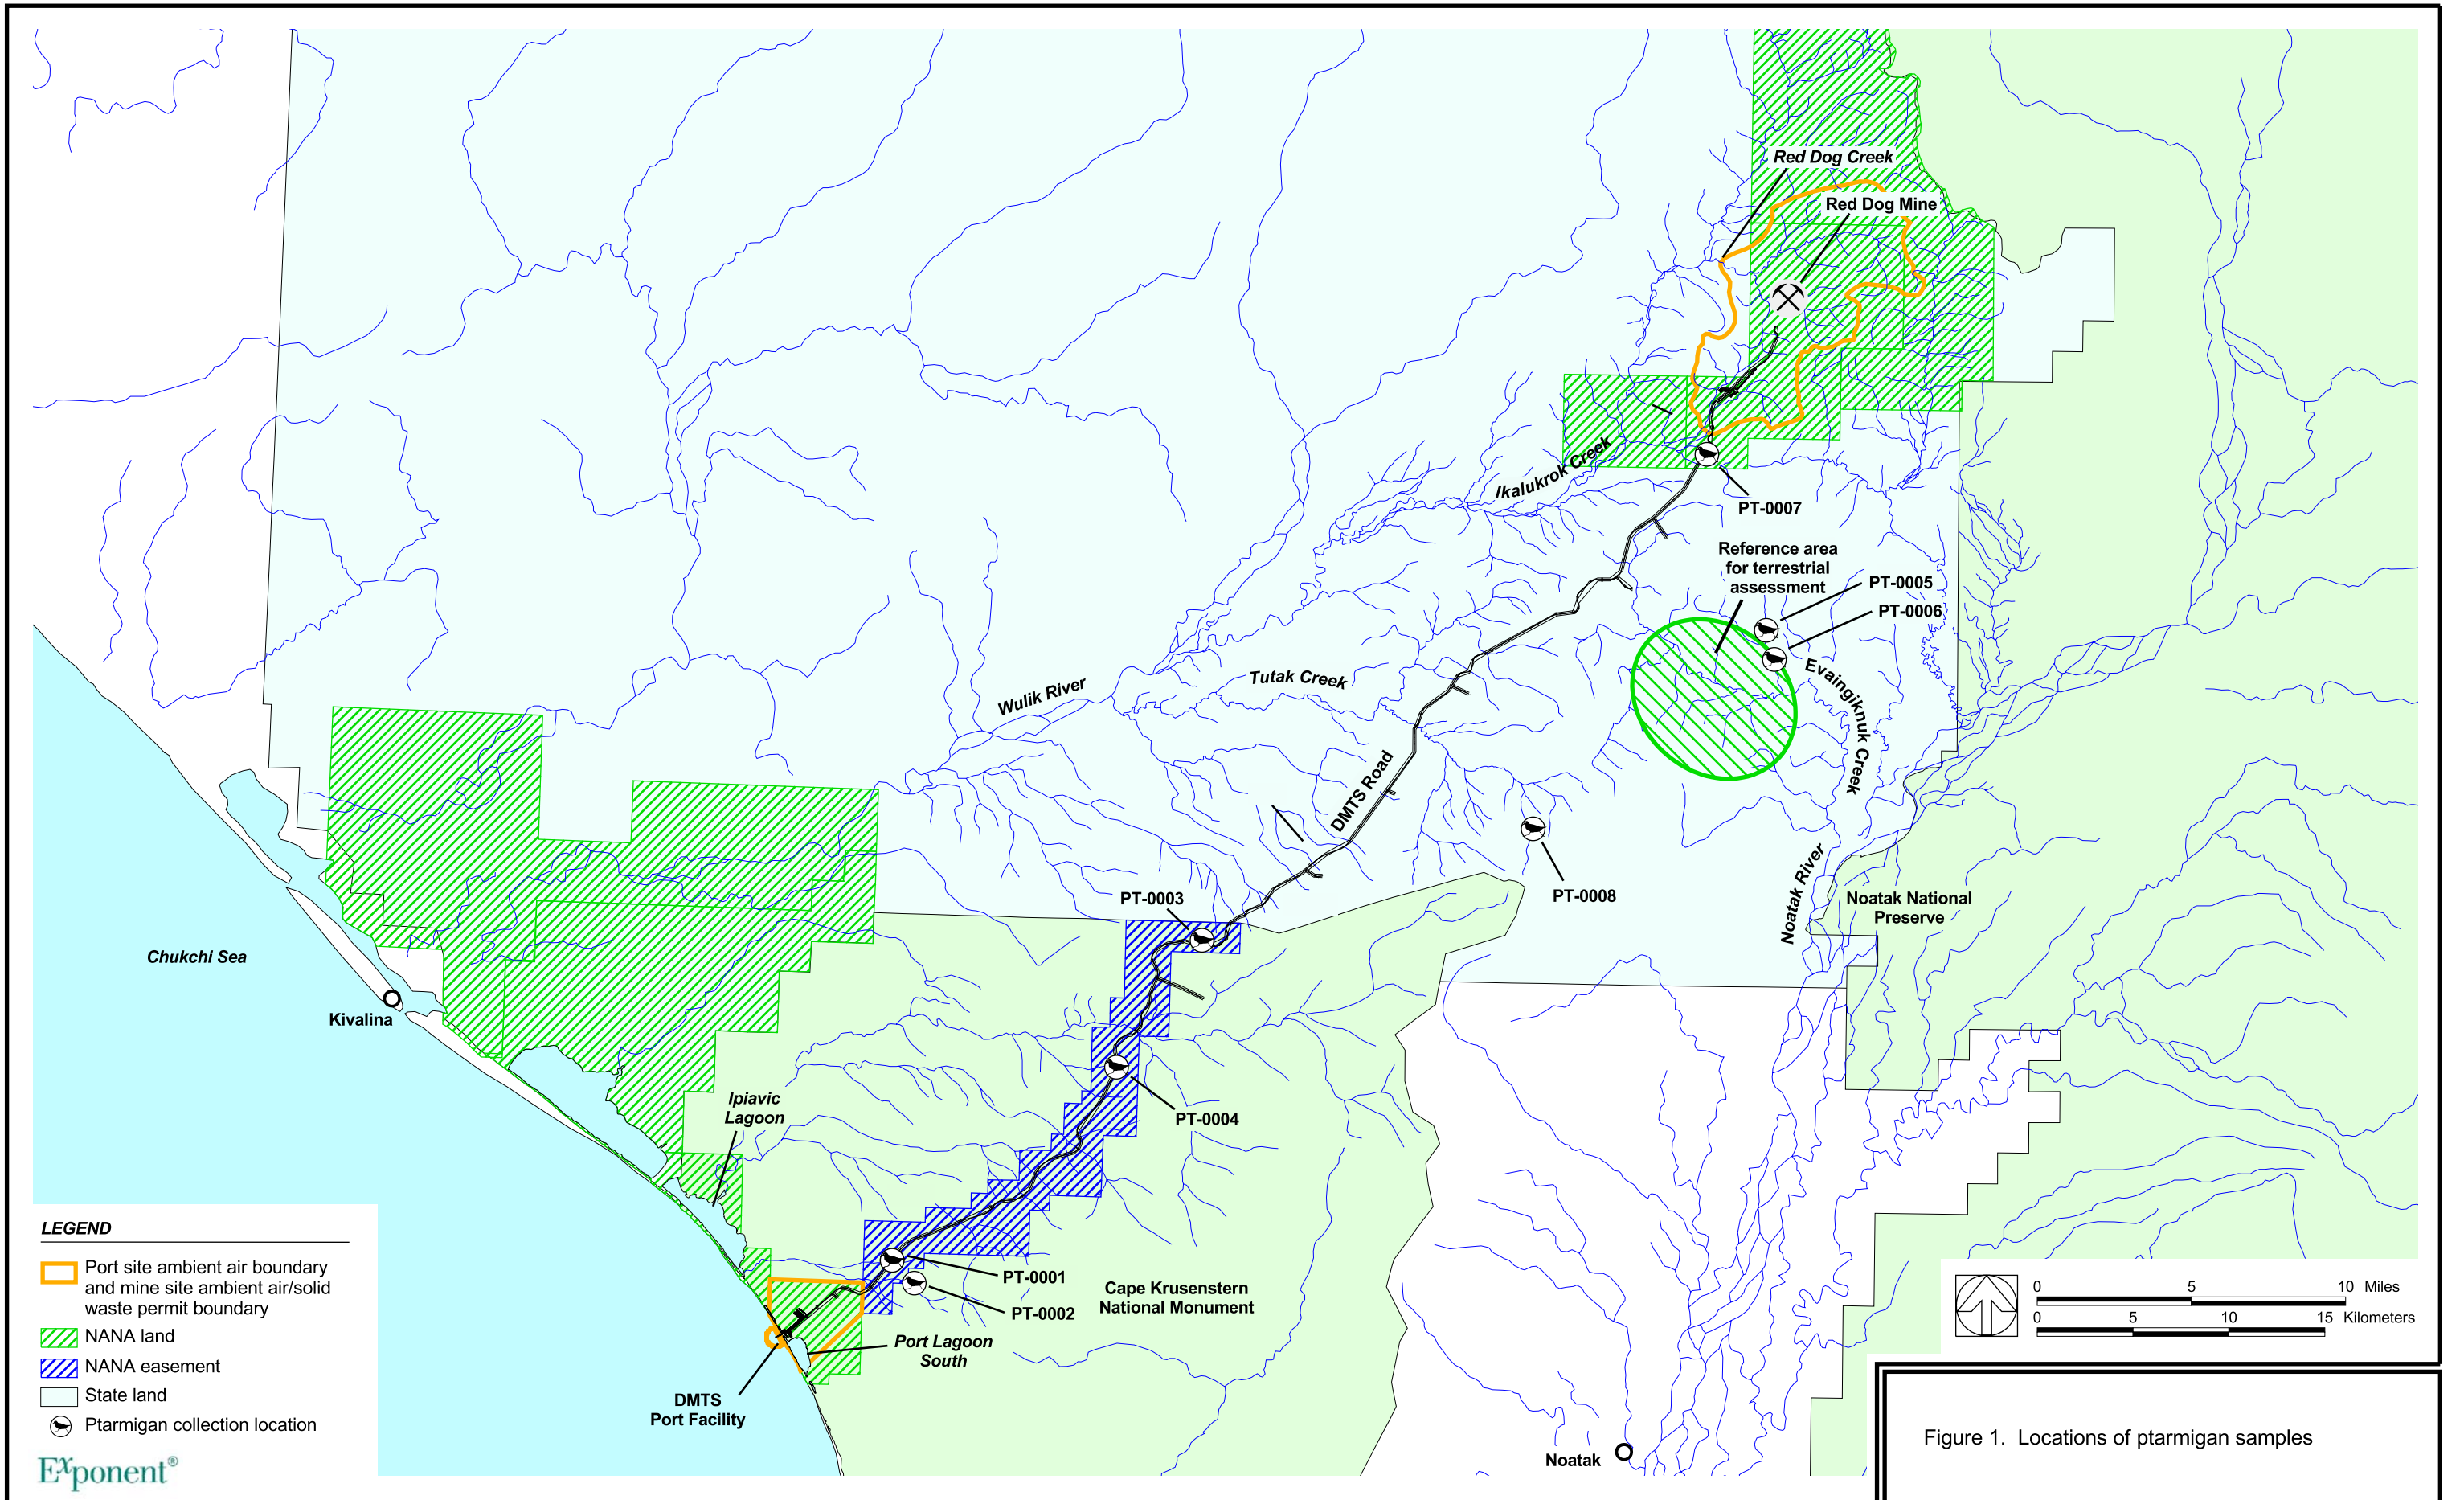 Red Dog Creek
Red Dog Mine
Ikalukrok Creek
PT-0007
Reference area
for terrestrial
assessment
PT-0005
PT-0006
Evaingiknuk Creek
Wulik River
Tutak Creek
DMTS Road
PT-0003
PT-0008
Noatak River
Noatak National
Preserve
Chukchi Sea
Kivalina
Ipiavic
Lagoon
PT-0004
PT-0001
PT-0002
Cape Krusenstern
National Monument
Port Lagoon
South
DMTS
Port Facility
Noatak
LEGEND
Port site ambient air boundary
and mine site ambient air/solid
waste permit boundary
NANA land
NANA easement
State land
Ptarmigan collection location
Exponent®
0 5 10 Miles
0 5 10 15 Kilometers
Figure 1. Locations of ptarmigan samples